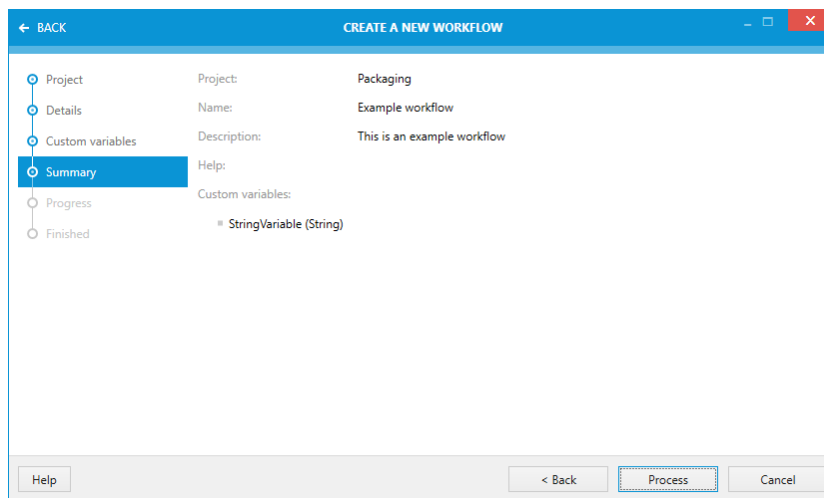 ← BACK
CREATE A NEW WORKFLOW
Project
Details
Custom variables
Summary
Progress
Finished
Project: Packaging
Name: Example workflow
Description: This is an example workflow
Help:
Custom variables:
StringVariable (String)
Help
< Back
Process
Cancel